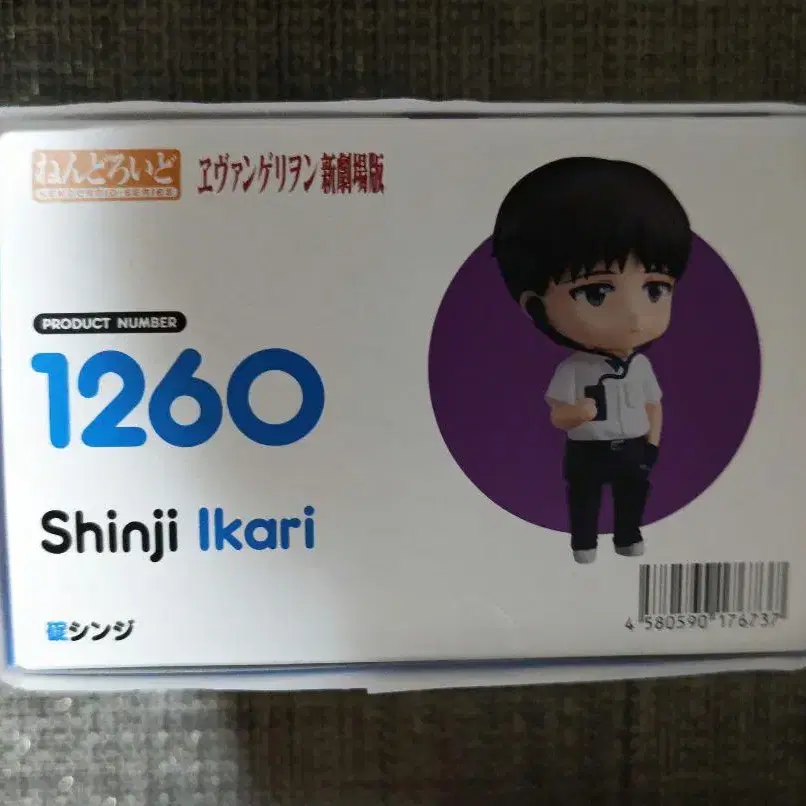 ねんどろいど
NENDOROID SERIES
ヱヴァンゲリヲン新劇場版
PRODUCT NUMBER
1260
Shinji Ikari
碇シンジ
4 580590 176737